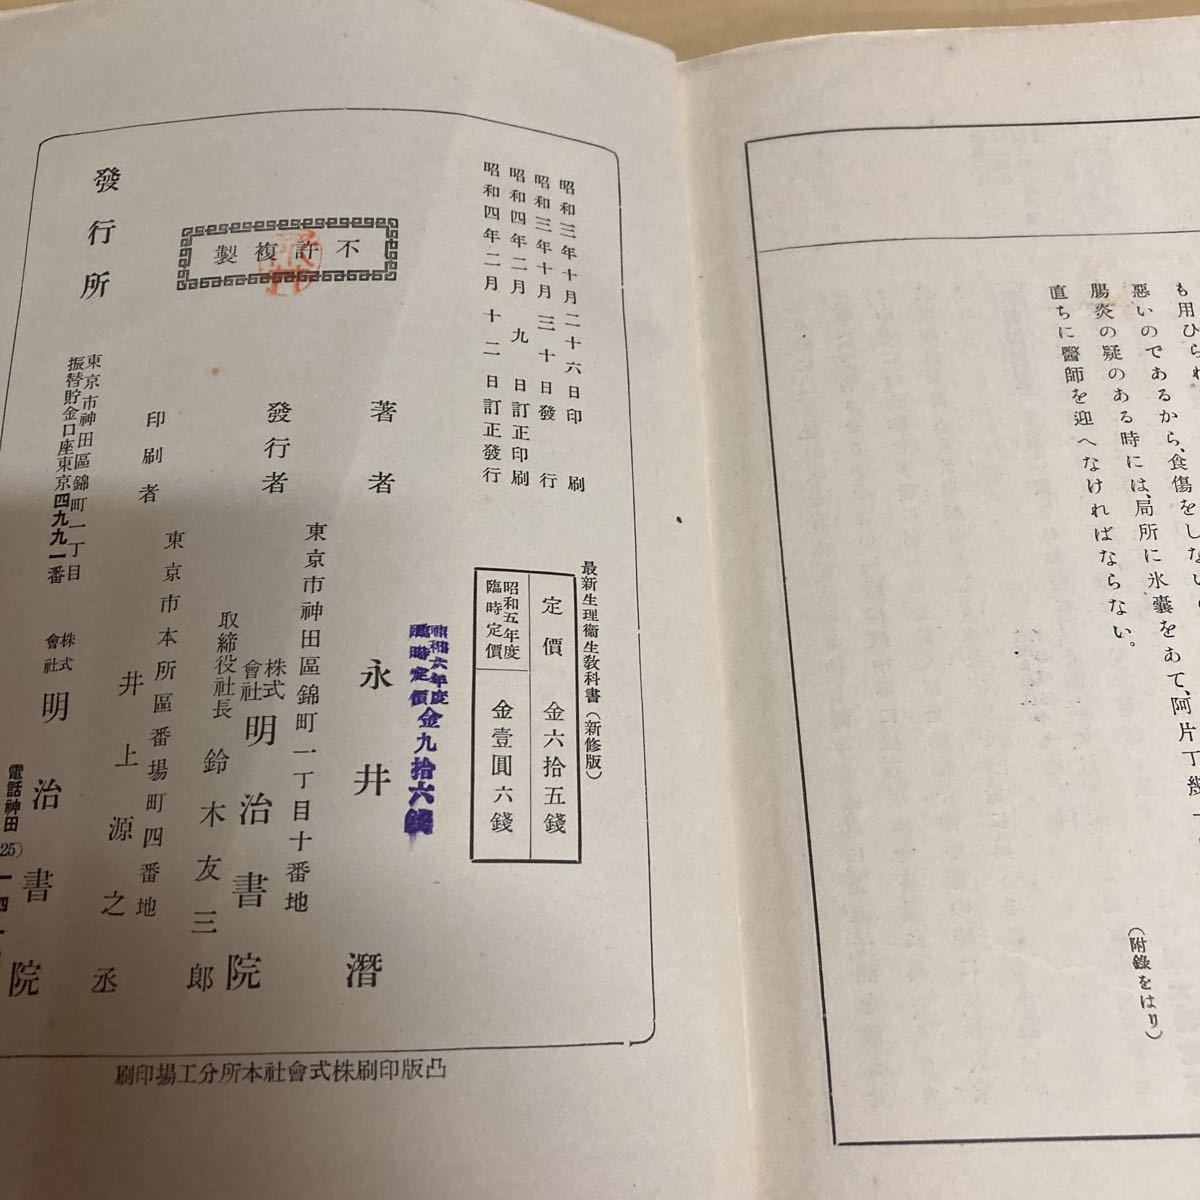 も用ひられ
悪いのであるから、食傷をしない
腸炎の疑のある時には、局所に氷嚢をあて、阿片丁幾
直ちに醫師を迎へなければならない。
(附錄をはり)
昭和三年十月二十六日印刷
昭和三年十月三十日發行
昭和四年二月九日訂正印刷
昭和四年二月十二日訂正發行
最新生理衞生敎科書(新修版)
定價 金六拾五錢
昭和五年度臨時定價 金壹圓六錢
昭和六年度臨時定價金九拾六錢
不許複製
著者 永井潛
東京市神田區錦町一丁目十番地
發行者 株式會社明治書院
取締役社長 鈴木友三郎
東京市本所區番場町四番地
印刷者 井上源之丞
發行所
東京市神田區錦町一丁目
振替貯金口座東京四九九一番
株式會社 明治書院
電話神田
25)一四一
凸版印刷株式會社本所分工場印刷